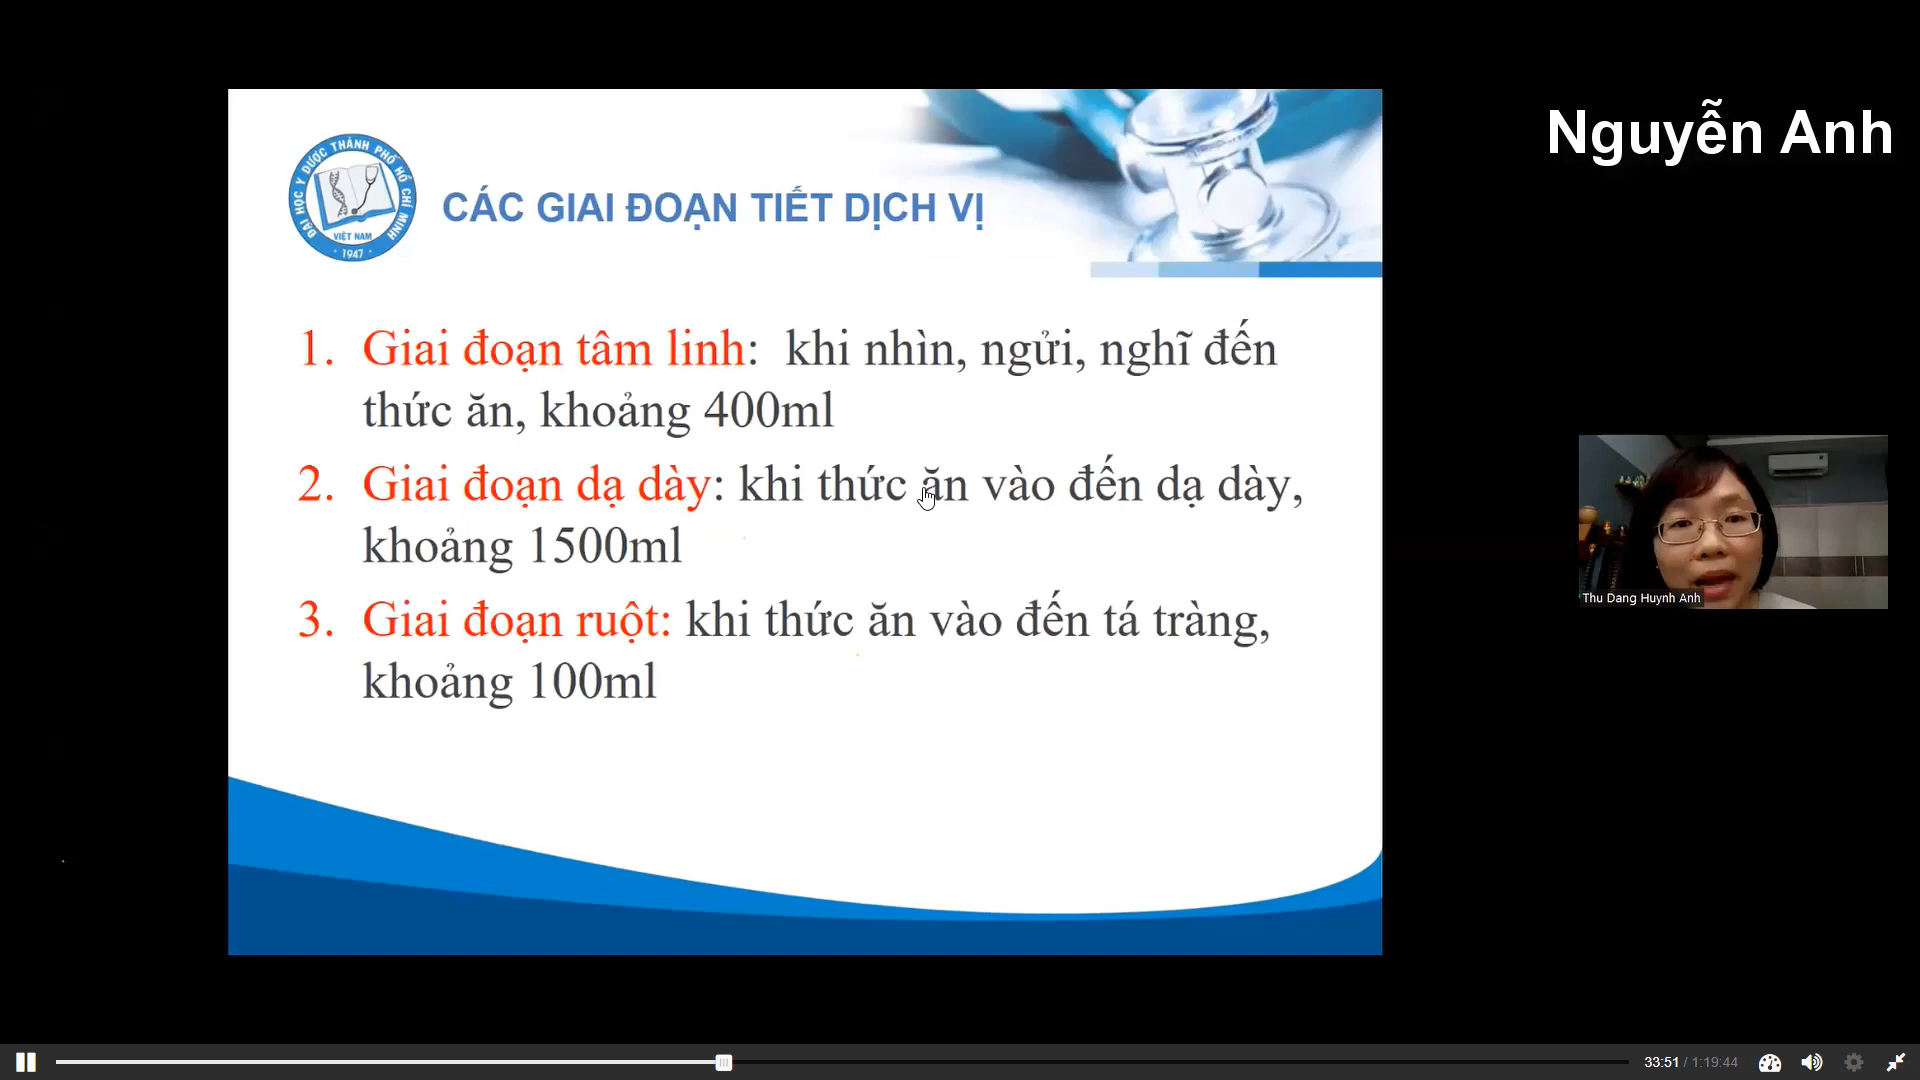 Nguyễn Anh
ĐẠI HỌC Y DƯỢC THÀNH PHỐ HỒ CHÍ MINH
VIỆT NAM
1947
CÁC GIAI ĐOẠN TIẾT DỊCH VỊ
1. Giai đoạn tâm linh: khi nhìn, ngửi, nghĩ đến
thức ăn, khoảng 400ml
2. Giai đoạn dạ dày: khi thức ăn vào đến dạ dày,
khoảng 1500ml
3. Giai đoạn ruột: khi thức ăn vào đến tá tràng,
khoảng 100ml
Thu Dang Huynh Anh
33:51 / 1:19:44